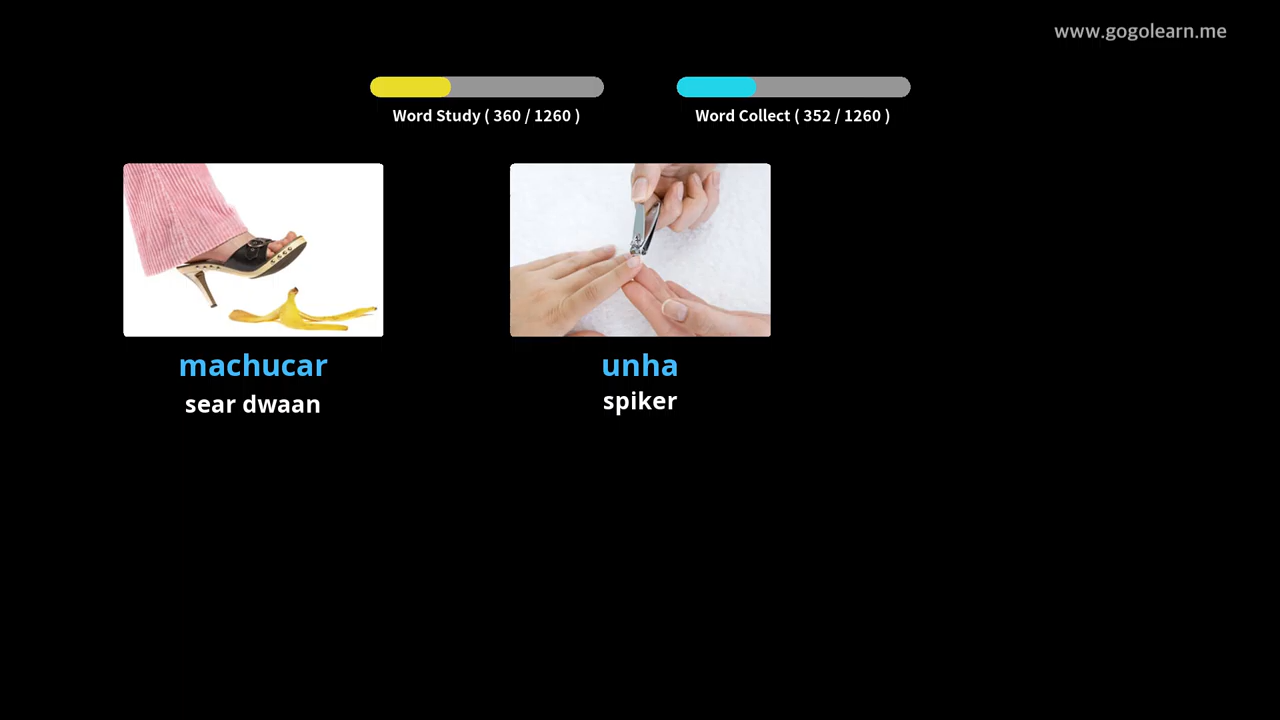 www.gogolearn.me
Word Study ( 360 / 1260 )
Word Collect ( 352 / 1260 )
machucar
sear dwaan
unha
spiker